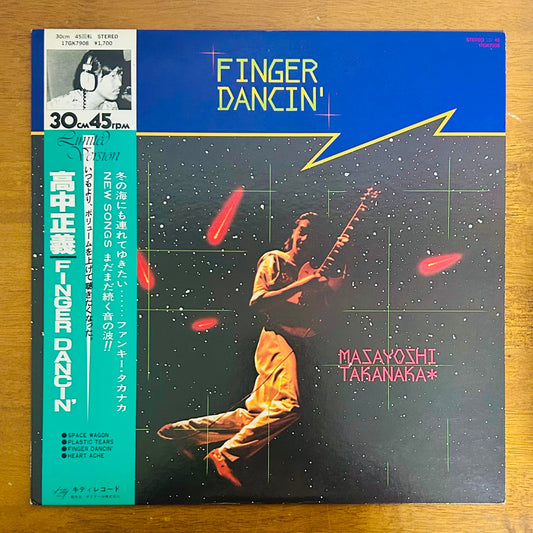 30cm 45回転 STEREO
17GK7908 ¥1,700
30CM45rpm
Limited Version
いつもより、ボリュームを上げて聴きたくなった。
高中正義 FINGER DANCIN'
冬の海にも連れてゆきたい……ファンキー・タカナカ
NEW SONGS まだまだ続く音の波!!
●SPACE WAGON
●PLASTIC TEARS
●FINGER DANCIN'
●HEART ACHE
キティレコード
STEREO 45
17GK7908
FINGER
DANCIN'
MASAYOSHI
TAKANAKA*